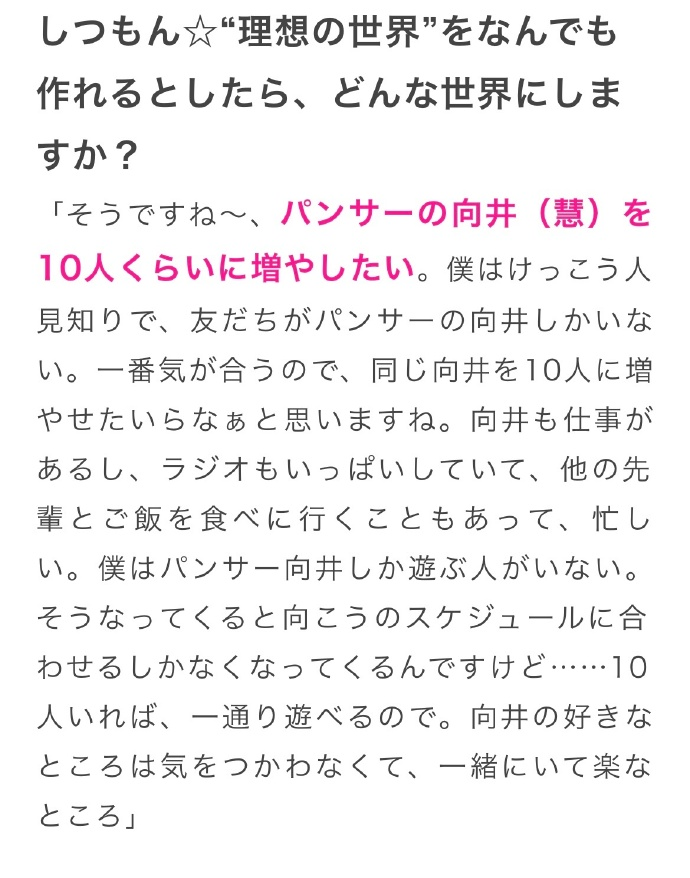 しつもん☆“理想の世界”をなんでも
作れるとしたら、どんな世界にしま
すか？
「そうですね〜、パンサーの向井（慧）を
10人くらいに増やしたい。僕はけっこう人
見知りで、友だちがパンサーの向井しかいな
い。一番気が合うので、同じ向井を10人に増
やせたいらなぁと思いますね。向井も仕事が
あるし、ラジオもいっぱいしていて、他の先
輩とご飯を食べに行くこともあって、忙し
い。僕はパンサー向井しか遊ぶ人がいない。
そうなってくると向こうのスケジュールに合
わせるしかなくなってくるんですけど……10
人いれば、一通り遊べるので。向井の好きな
ところは気をつかわなくて、一緒にいて楽な
ところ」